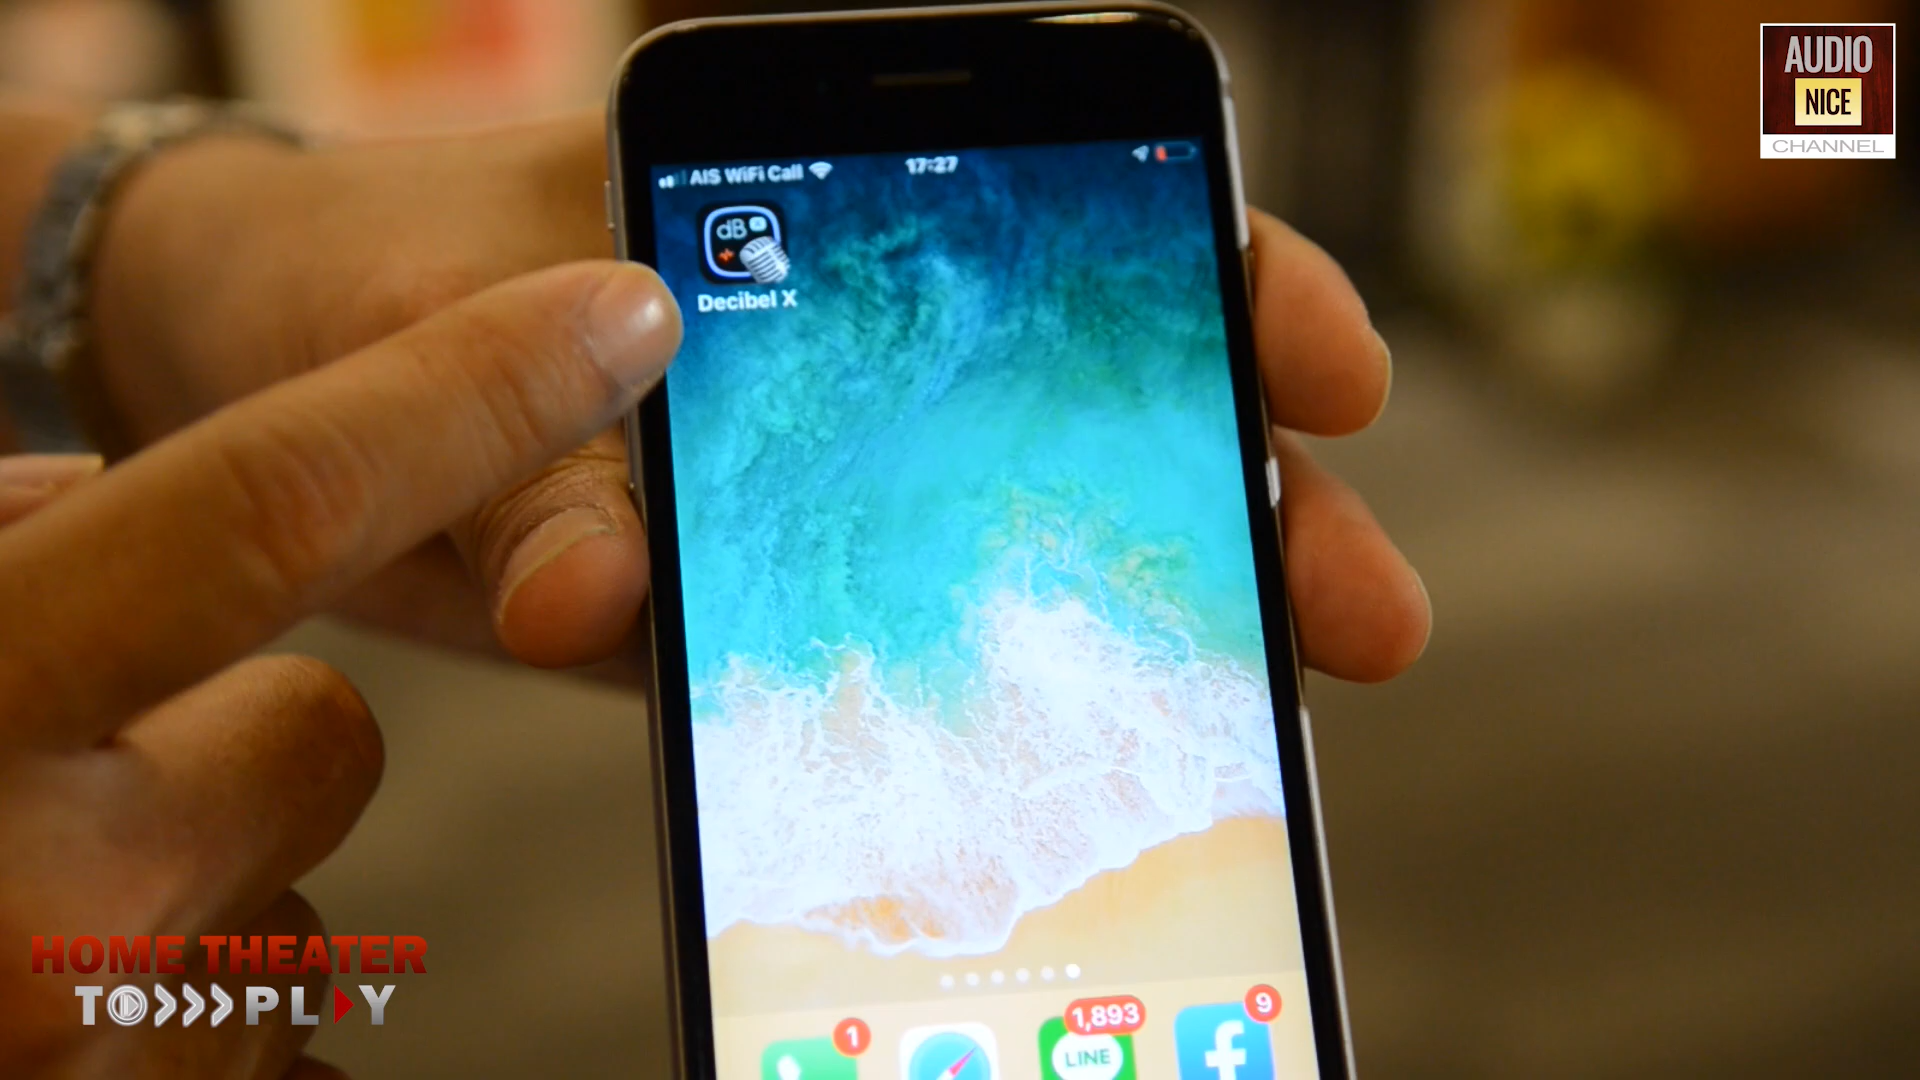 AUDIO
NICE
CHANNEL
AIS WiFi Call
17:27
dB
Decibel X
1
1,893
LINE
9
HOME THEATER
TO PLAY